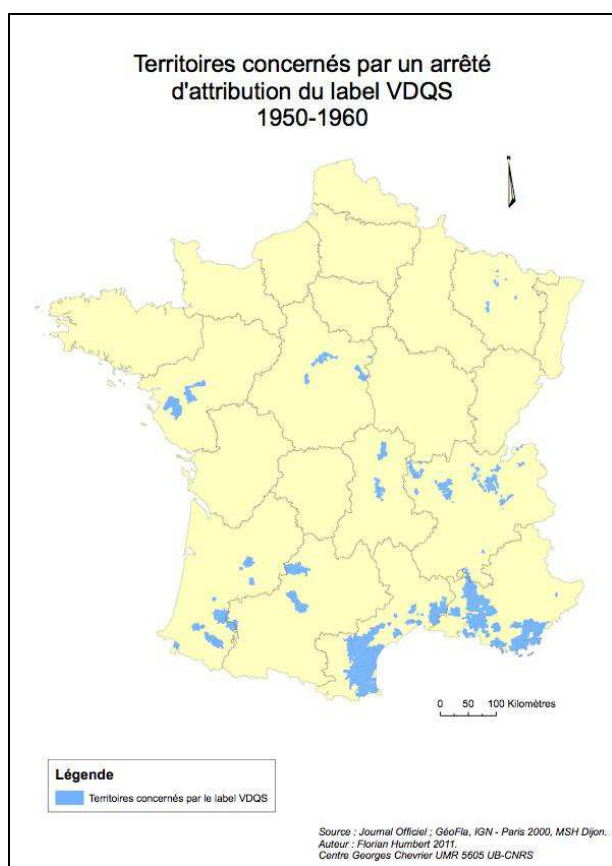 Territoires concernés par un arrêté
d'attribution du label VDQS
1950-1960
N
0 50 100 Kilomètres
Légende
Territoires concernés par le label VDQS
Source : Journal Officiel ; GéoFla, IGN - Paris 2000, MSH Dijon.
Auteur : Florian Humbert 2011.
Centre Georges Chevrier UMR 5605 UB-CNRS